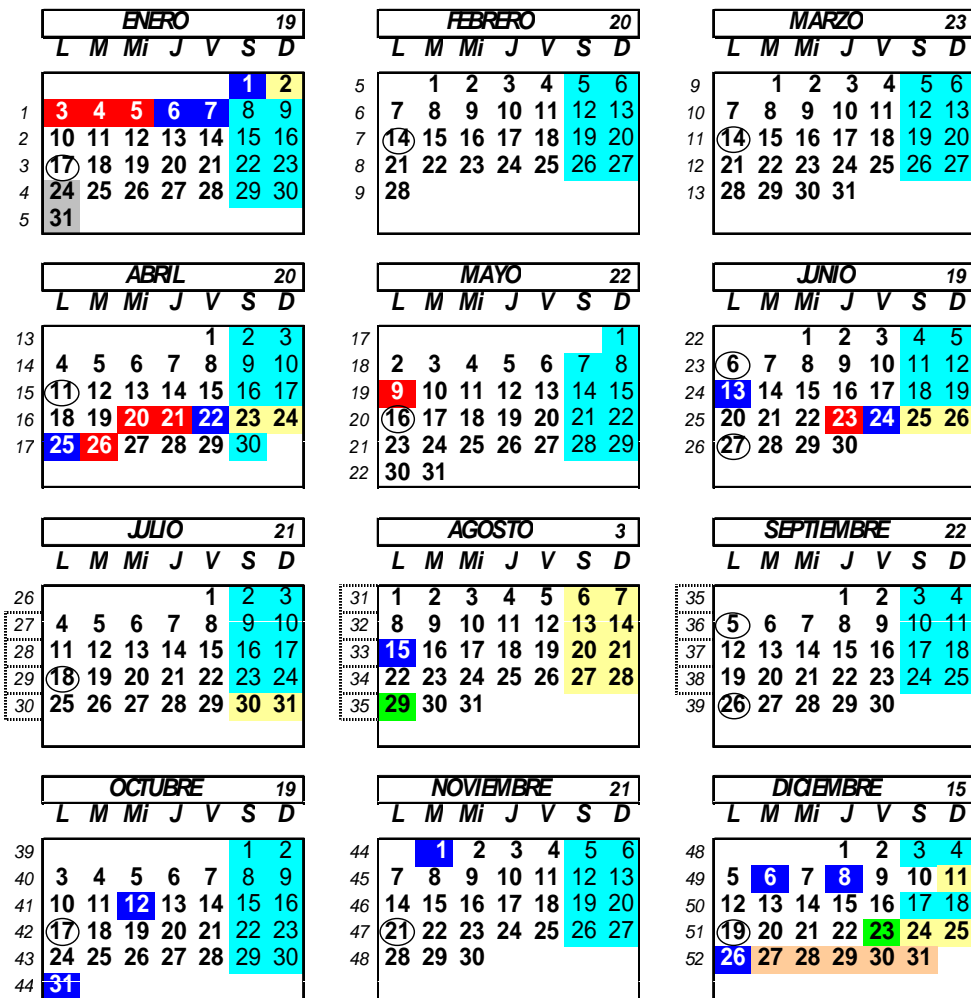 ENERO 19 FEBRERO 20 MARZO 23
L M Mi J V S D L M Mi J V S D L M Mi J V S D
1 2 5 1 2 3 4 5 6 9 1 2 3 4 5 6
1 3 4 5 6 7 8 9 6 7 8 9 10 11 12 13 10 7 8 9 10 11 12 13
2 10 11 12 13 14 15 16 7 14 15 16 17 18 19 20 11 14 15 16 17 18 19 20
3 17 18 19 20 21 22 23 8 21 22 23 24 25 26 27 12 21 22 23 24 25 26 27
4 24 25 26 27 28 29 30 9 28 13 28 29 30 31
5 31
ABRIL 20 MAYO 22 JUNIO 19
L M Mi J V S D L M Mi J V S D L M Mi J V S D
13 1 2 3 17 1 22 1 2 3 4 5
14 4 5 6 7 8 9 10 18 2 3 4 5 6 7 8 23 6 7 8 9 10 11 12
15 11 12 13 14 15 16 17 19 9 10 11 12 13 14 15 24 13 14 15 16 17 18 19
16 18 19 20 21 22 23 24 20 16 17 18 19 20 21 22 25 20 21 22 23 24 25 26
17 25 26 27 28 29 30 21 23 24 25 26 27 28 29 26 27 28 29 30
22 30 31
JULIO 21 AGOSTO 3 SEPTIEMBRE 22
L M Mi J V S D L M Mi J V S D L M Mi J V S D
26 1 2 3 31 1 2 3 4 5 6 7 35 1 2 3 4
27 4 5 6 7 8 9 10 32 8 9 10 11 12 13 14 36 5 6 7 8 9 10 11
28 11 12 13 14 15 16 17 33 15 16 17 18 19 20 21 37 12 13 14 15 16 17 18
29 18 19 20 21 22 23 24 34 22 23 24 25 26 27 28 38 19 20 21 22 23 24 25
30 25 26 27 28 29 30 31 35 29 30 31 39 26 27 28 29 30
OCTUBRE 19 NOVIEMBRE 21 DICIEMBRE 15
L M Mi J V S D L M Mi J V S D L M Mi J V S D
39 1 2 44 1 2 3 4 5 6 48 1 2 3 4
40 3 4 5 6 7 8 9 45 7 8 9 10 11 12 13 49 5 6 7 8 9 10 11
41 10 11 12 13 14 15 16 46 14 15 16 17 18 19 20 50 12 13 14 15 16 17 18
42 17 18 19 20 21 22 23 47 21 22 23 24 25 26 27 51 19 20 21 22 23 24 25
43 24 25 26 27 28 29 30 48 28 29 30 52 26 27 28 29 30 31
44 31